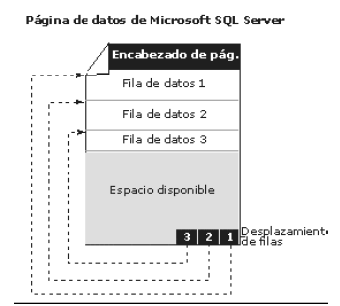 Página de datos de Microsoft SQL Server
Encabezado de pág.
Fila de datos 1
Fila de datos 2
Fila de datos 3
Espacio disponible
3 2 1
Desplazamient
de filas